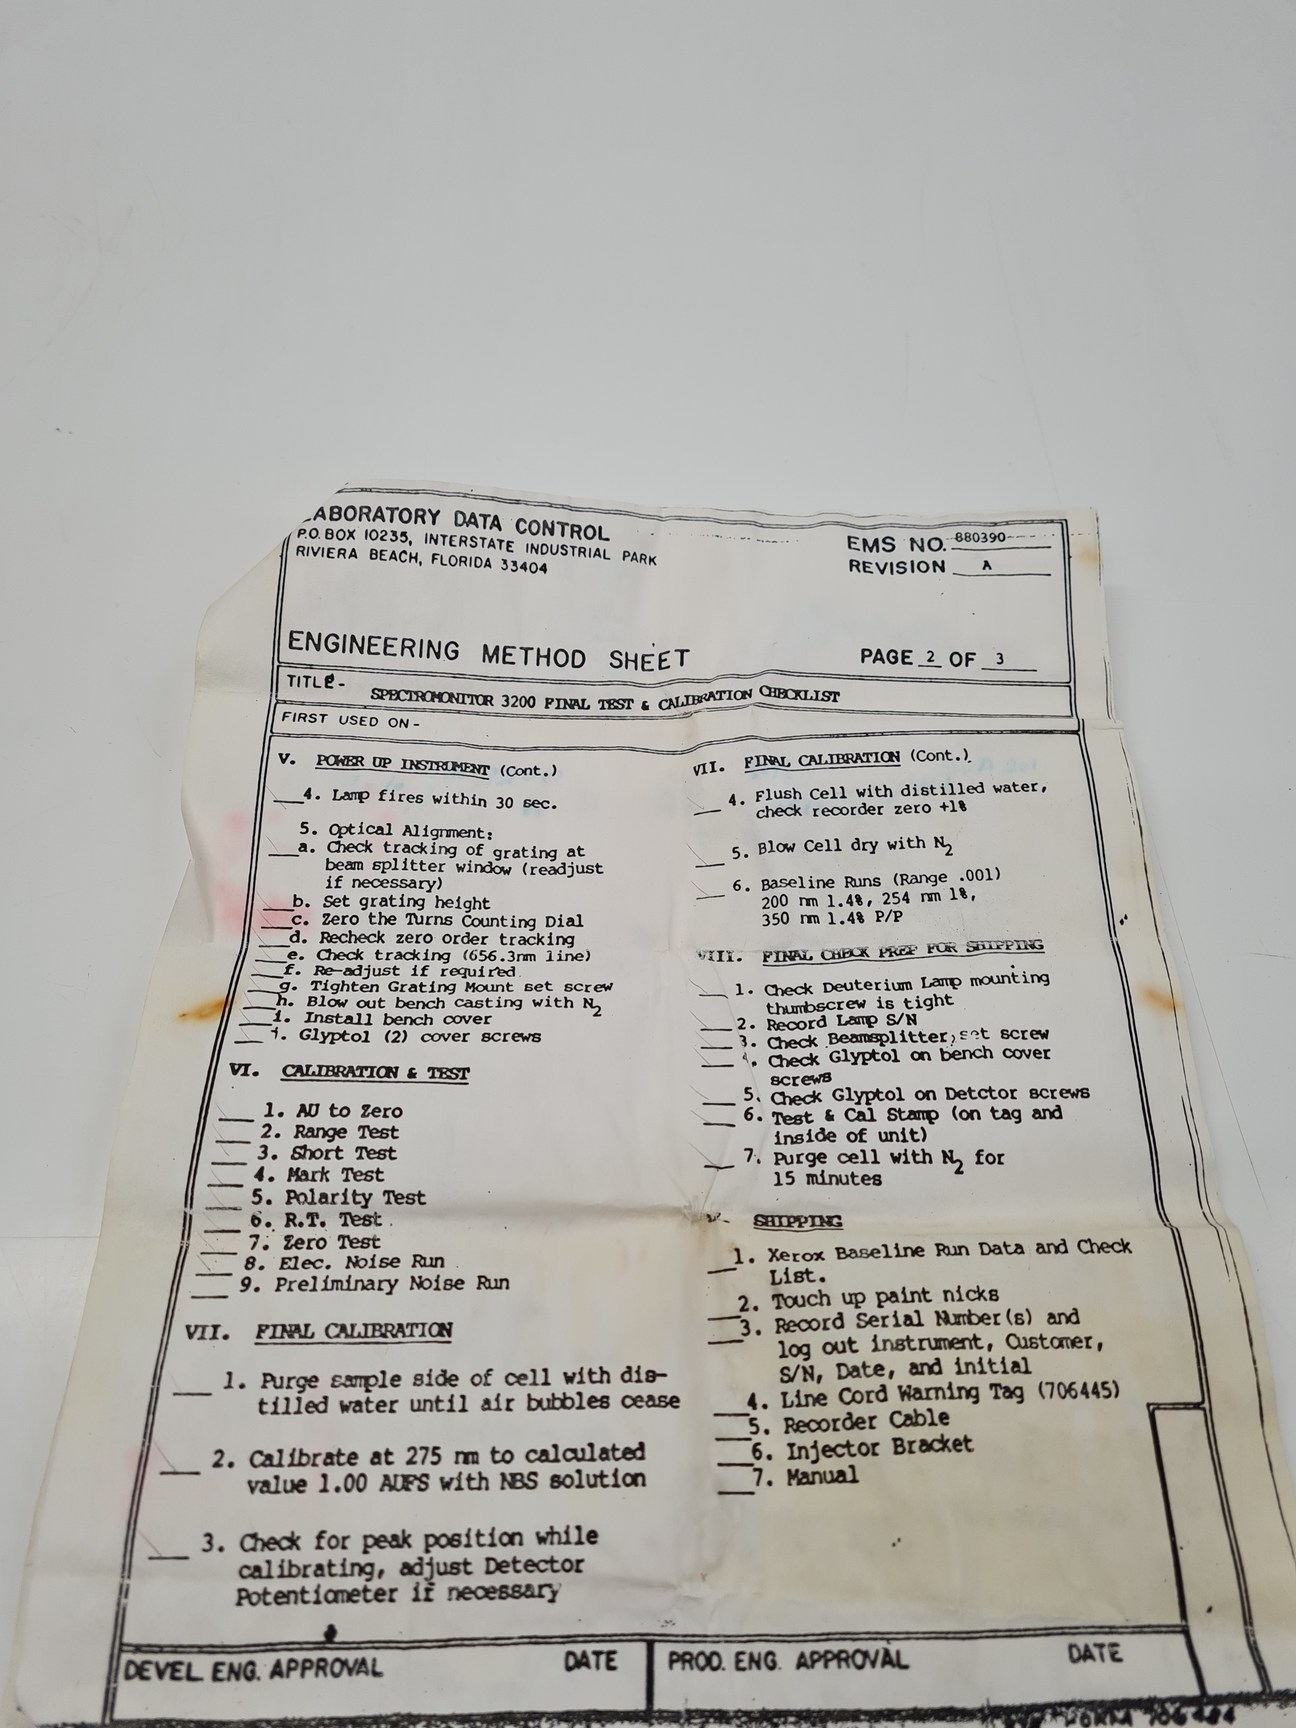 LABORATORY DATA CONTROL
P.O. BOX 10235, INTERSTATE INDUSTRIAL PARK
RIVIERA BEACH, FLORIDA 33404
EMS NO. 880390
REVISION A
ENGINEERING METHOD SHEET
PAGE 2 OF 3
TITLE- SPECTROMONITOR 3200 FINAL TEST & CALIBRATION CHECKLIST
FIRST USED ON-
V. POWER UP INSTRUMENT (Cont.)
4. Lamp fires within 30 sec.
5. Optical Alignment:
a. Check tracking of grating at
beam splitter window (readjust
if necessary)
b. Set grating height
c. Zero the Turns Counting Dial
d. Recheck zero order tracking
e. Check tracking (656.3nm line)
f. Re-adjust if required
g. Tighten Grating Mount set screw
h. Blow out bench casting with N2
i. Install bench cover
j. Glyptol (2) cover screws
VI. CALIBRATION & TEST
1. AU to Zero
2. Range Test
3. Short Test
4. Mark Test
5. Polarity Test
6. R.T. Test
7. Zero Test
8. Elec. Noise Run
9. Preliminary Noise Run
VII. FINAL CALIBRATION
1. Purge sample side of cell with dis-
tilled water until air bubbles cease
2. Calibrate at 275 nm to calculated
value 1.00 AUFS with NBS solution
3. Check for peak position while
calibrating, adjust Detector
Potentiometer if necessary
VII. FINAL CALIBRATION (Cont.)
4. Flush Cell with distilled water,
check recorder zero +1%
5. Blow Cell dry with N2
6. Baseline Runs (Range .001)
200 nm 1.4%, 254 nm 1%,
350 nm 1.4% P/P
VIII. FINAL CHECK PREP FOR SHIPPING
1. Check Deuterium Lamp mounting
thumbscrew is tight
2. Record Lamp S/N
3. Check Beamsplitter, set screw
4. Check Glyptol on bench cover
screws
5. Check Glyptol on Detctor screws
6. Test & Cal Stamp (on tag and
inside of unit)
7. Purge cell with N2 for
15 minutes
SHIPPING
1. Xerox Baseline Run Data and Check
List.
2. Touch up paint nicks
3. Record Serial Number(s) and
log out instrument, Customer,
S/N, Date, and initial
4. Line Cord Warning Tag (706445)
5. Recorder Cable
6. Injector Bracket
7. Manual
DEVEL. ENG. APPROVAL DATE
PROD. ENG. APPROVAL DATE
FORM